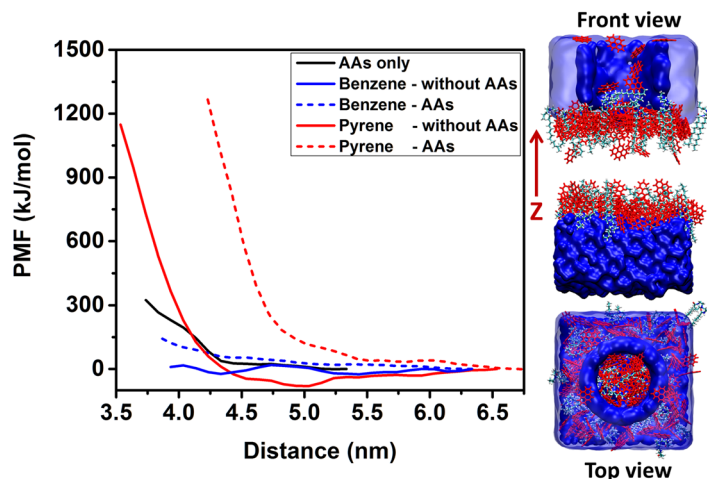 PMF (kJ/mol)
1500
1200
900
600
300
0
3.5 4.0 4.5 5.0 5.5 6.0 6.5
Distance (nm)
AAs only
Benzene - without AAs
Benzene - AAs
Pyrene - without AAs
Pyrene - AAs
Front view
Z
Top view